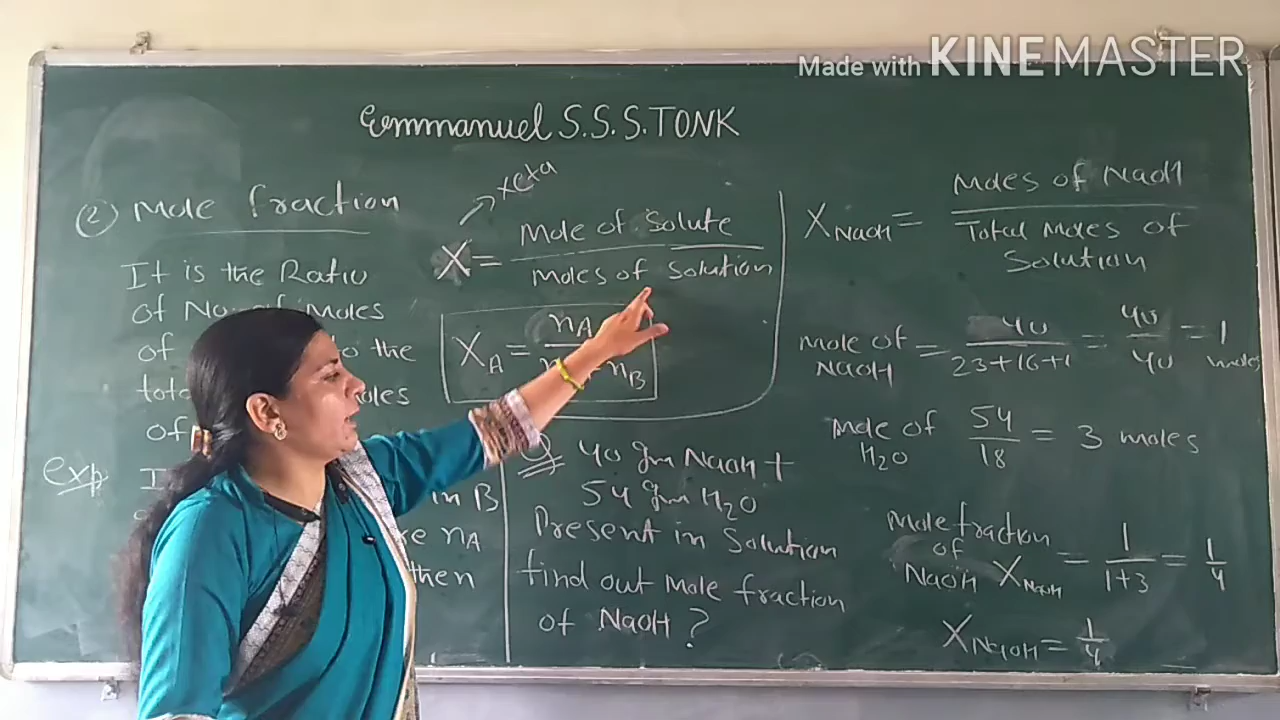 Made with KINEMASTER
Emmanuel S.S.S. TONK
(2) Mole fraction
It is the Ratio
of No. of Moles
of to the
total
of
Exp
in B
nA
then
xexa
X = Mole of Solute / Moles of Solution
XA = nA / nB
Q 40 gm NaOH +
54 gm H2O
Present in Solution
find out Mole fraction
of NaOH ?
XNaOH = Moles of NaOH / Total Moles of
Solution
Mole of NaOH = 40 / 23+16+1 = 40 / 40 = 1 moles
Mole of H2O 54 / 18 = 3 moles
Mole fraction of NaOH XNaOH = 1 / 1+3 = 1 / 4
XNaOH = 1 / 4